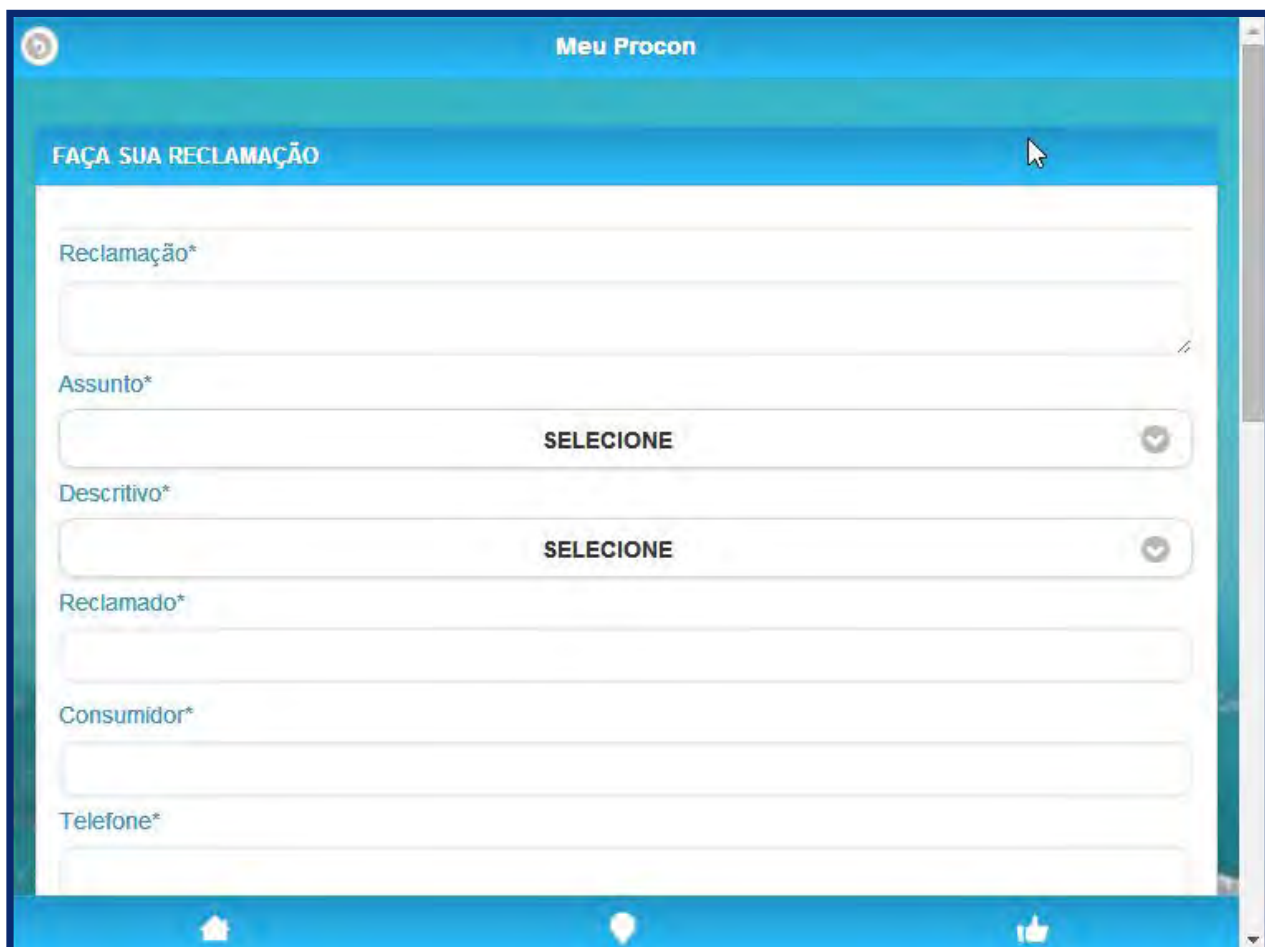 Meu Procon
FAÇA SUA RECLAMAÇÃO
Reclamação*
Assunto*
SELECIONE
Descritivo*
SELECIONE
Reclamado*
Consumidor*
Telefone*